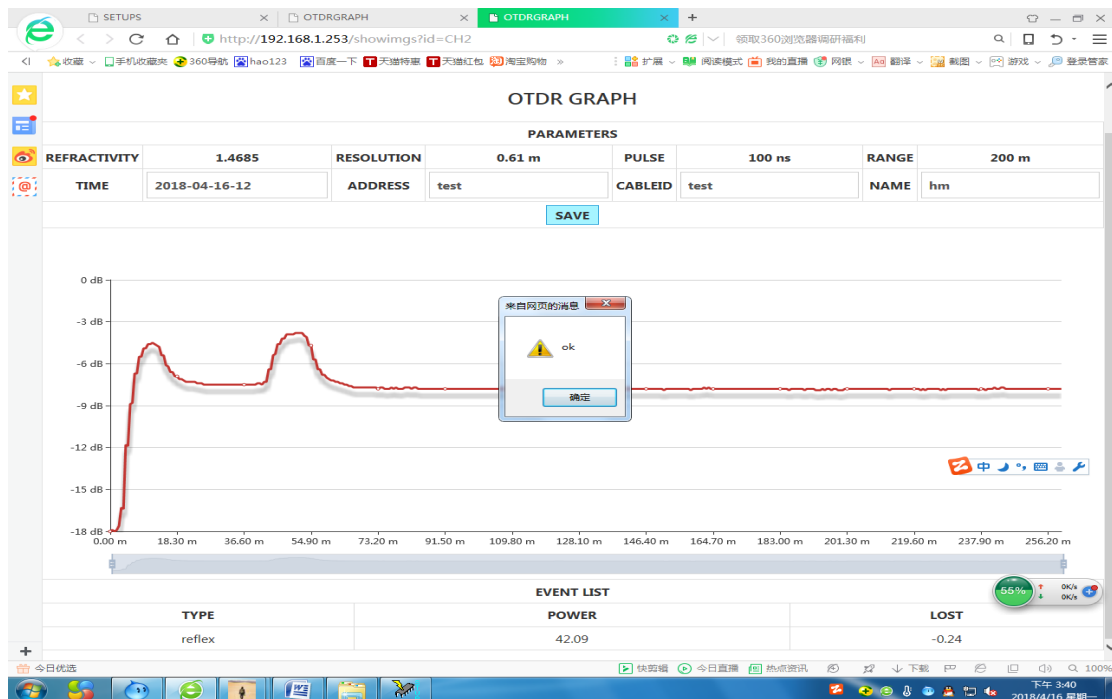 SETUPS OTDRGRAPH OTDRGRAPH
http://192.168.1.253/showimgs?id=CH2 领取360浏览器调研福利
收藏 手机收藏夹 360导航 hao123 百度一下 天猫特惠 天猫红包 淘宝购物 » 扩展 阅读模式 我的直播 网银 翻译 截图 游戏 登录管家
OTDR GRAPH
PARAMETERS
REFRACTIVITY 1.4685 RESOLUTION 0.61 m PULSE 100 ns RANGE 200 m
TIME 2018-04-16-12 ADDRESS test CABLEID test NAME hm
SAVE
0 dB
来自网页的消息
-3 dB
ok
-6 dB
确定
-9 dB
-12 dB
中
-15 dB
-18 dB
0.00 m 18.30 m 36.60 m 54.90 m 73.20 m 91.50 m 109.80 m 128.10 m 146.40 m 164.70 m 183.00 m 201.30 m 219.60 m 237.90 m 256.20 m
EVENT LIST
55% 0K/s
0K/s
TYPE POWER LOST
reflex 42.09 -0.24
今日优选 快剪辑 今日直播 热点资讯 下载 100%
下午 3:40
2018/4/16 星期一